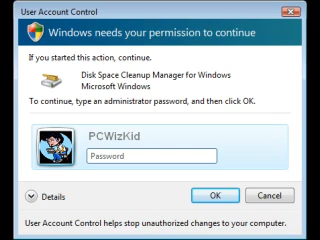 User Account Control
Windows needs your permission to continue
If you started this action, continue.
Disk Space Cleanup Manager for Windows
Microsoft Windows
To continue, type an administrator password, and then click OK.
PCWizKid
Password
Details
OK
Cancel
User Account Control helps stop unauthorized changes to your computer.